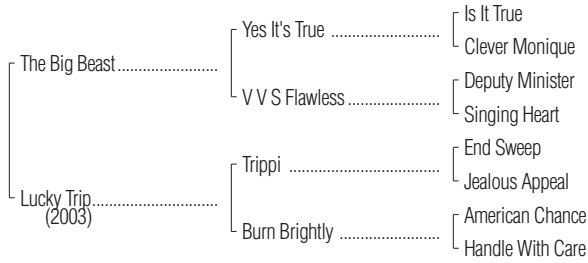 Is It True
Yes It's True ........................
Clever Monique
The Big Beast......................
Deputy Minister
V V S Flawless ....................
Singing Heart
End Sweep
Trippi ................................
Jealous Appeal
Lucky Trip...........................
(2003)
American Chance
Burn Brightly ......................
Handle With Care